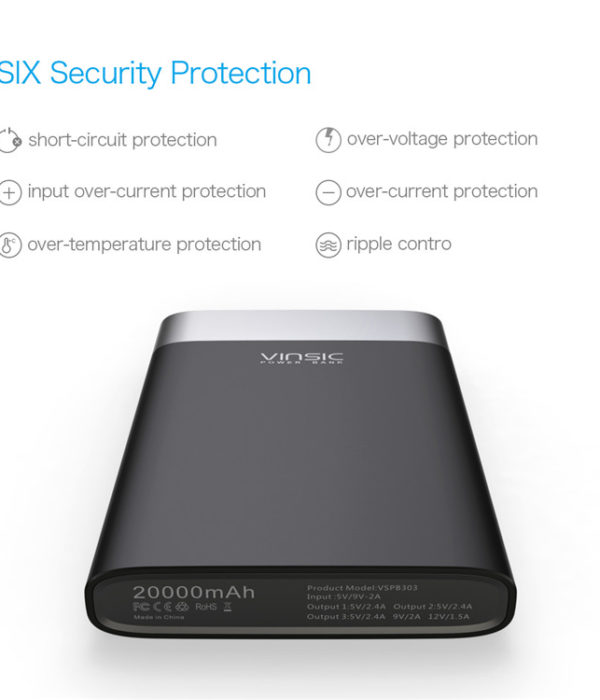 SIX Security Protection
short-circuit protection
over-voltage protection
input over-current protection
over-current protection
over-temperature protection
ripple contro
VINSIC
POWER BANK
20000mAh
FC CE RoHS
Made in China
Product Model:VSPB303
Input :5V/9V-2A
Output 1:5V/2.4A Output 2:5V/2.4A
Output 3:5V/2.4A 9V/2A 12V/1.5A